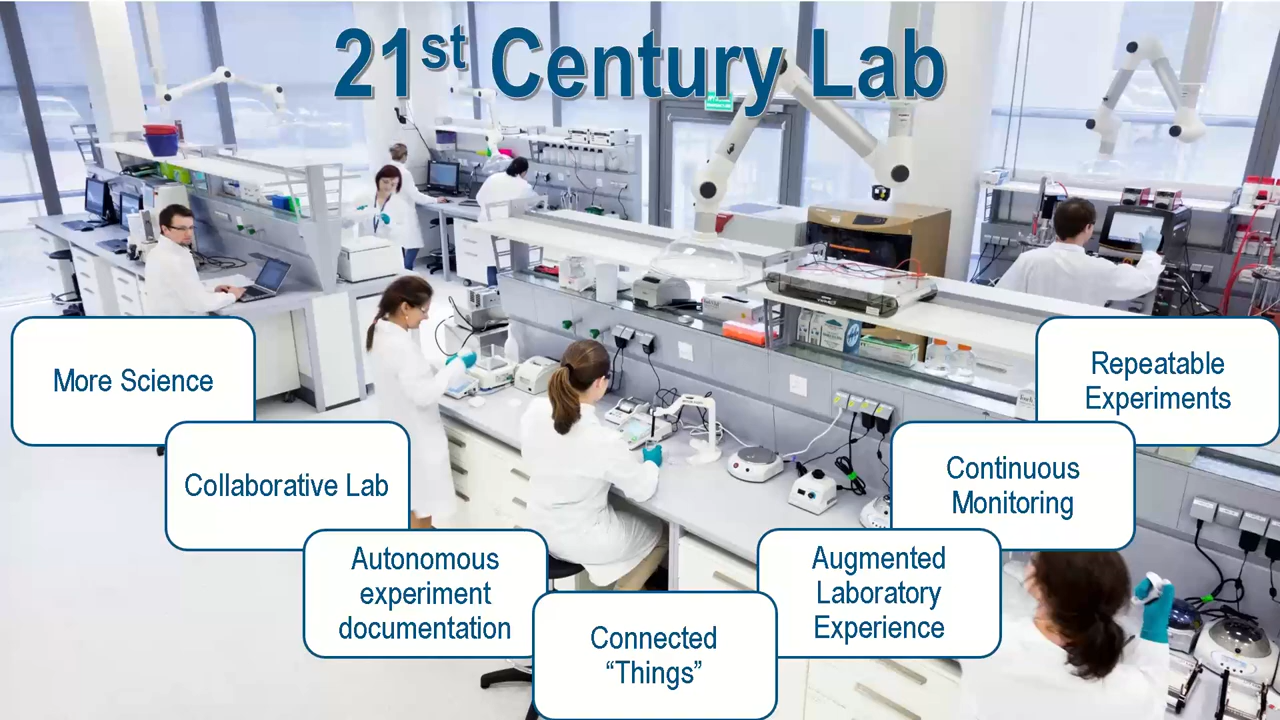 21st Century Lab
More Science
Collaborative Lab
Autonomous
experiment
documentation
Connected
“Things”
Augmented
Laboratory
Experience
Continuous
Monitoring
Repeatable
Experiments